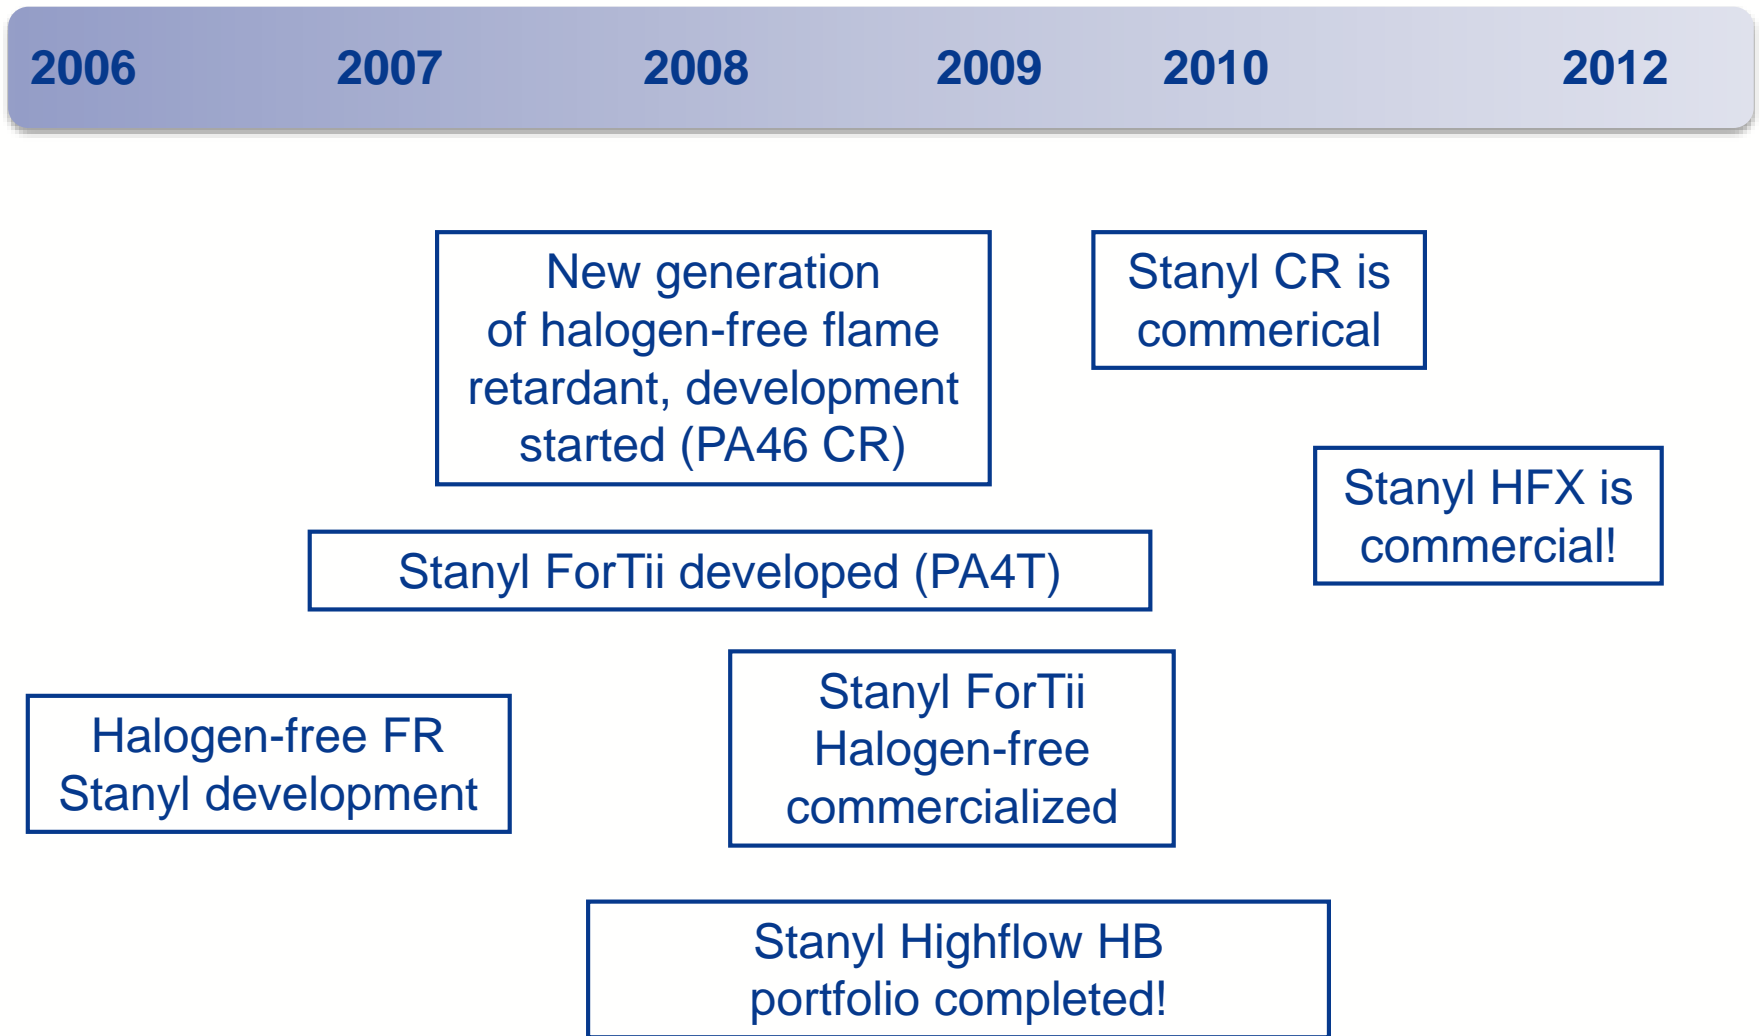 2006 2007 2008 2009 2010 2012
New generation
of halogen-free flame
retardant, development
started (PA46 CR)
Stanyl CR is
commerical
Stanyl HFX is
commercial!
Stanyl ForTii developed (PA4T)
Stanyl ForTii
Halogen-free
commercialized
Halogen-free FR
Stanyl development
Stanyl Highflow HB
portfolio completed!